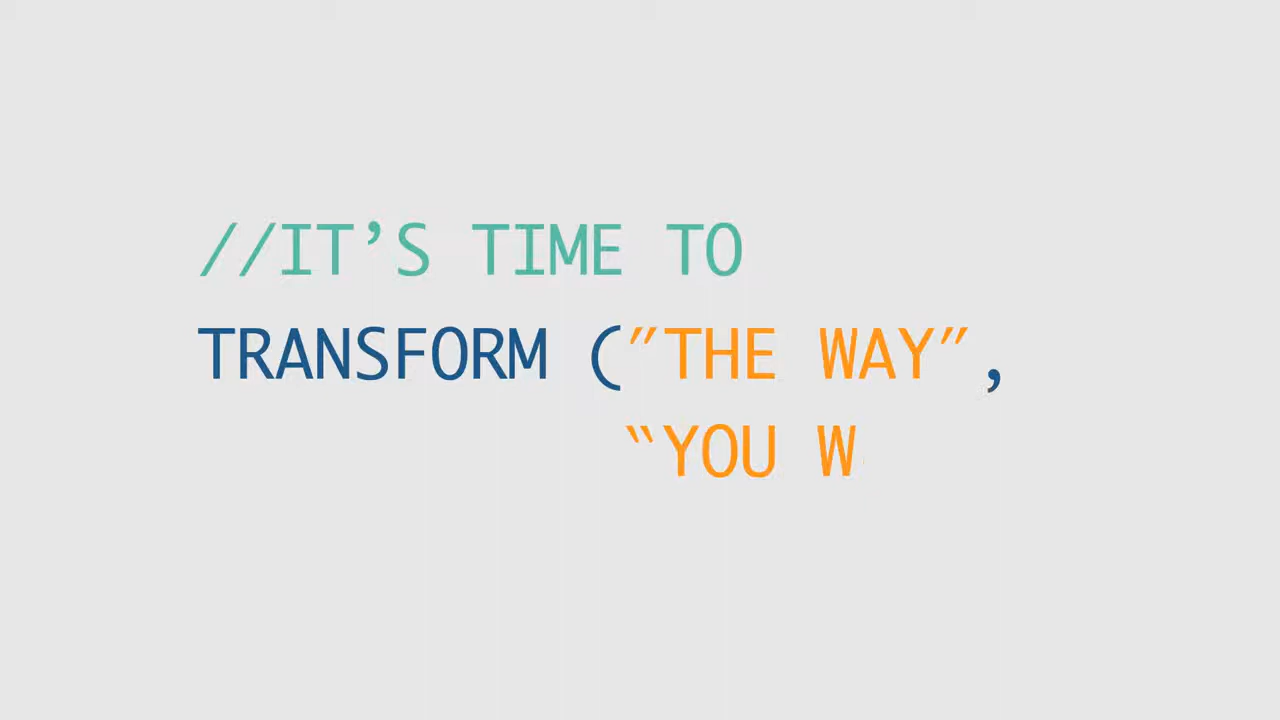 //IT’S TIME TO
TRANSFORM (″THE WAY″,
‟YOU W